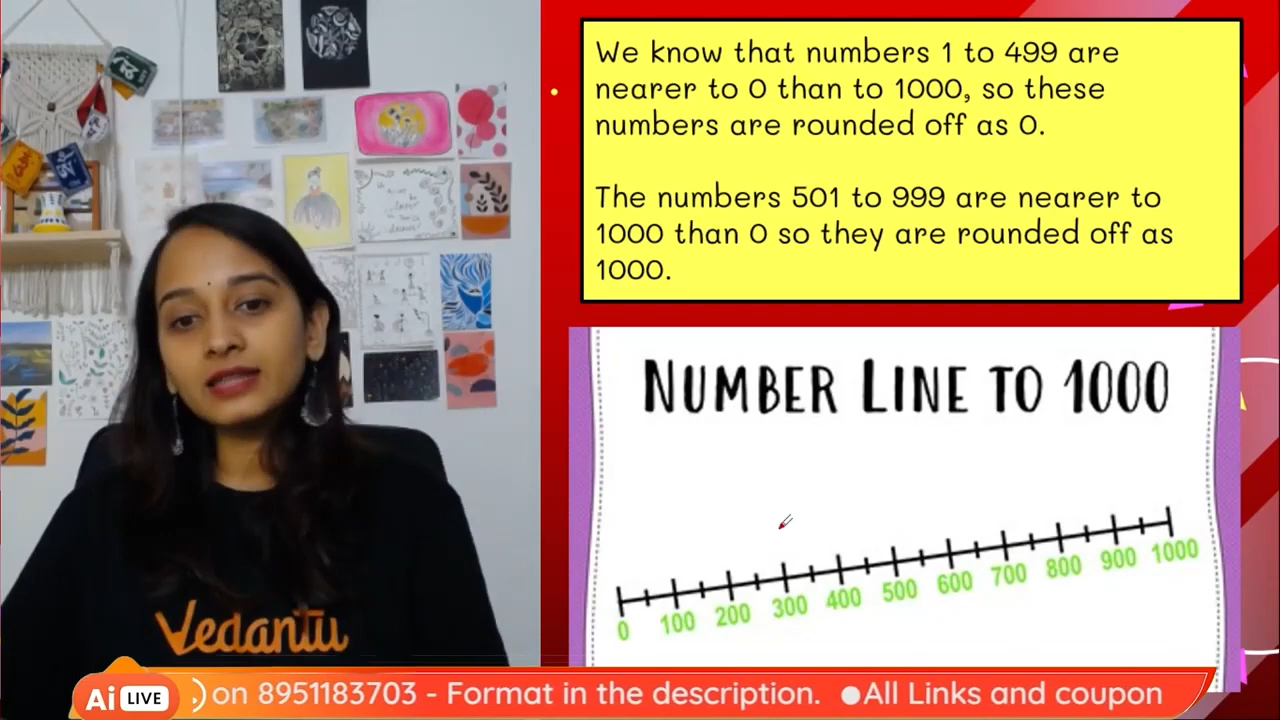 We know that numbers 1 to 499 are
nearer to 0 than to 1000, so these
numbers are rounded off as 0.
The numbers 501 to 999 are nearer to
1000 than 0 so they are rounded off as
1000.
NUMBER LINE TO 1000
0 100 200 300 400 500 600 700 800 900 1000
Vedantu
Ai LIVE ) on 8951183703 - Format in the description. ●All Links and coupon